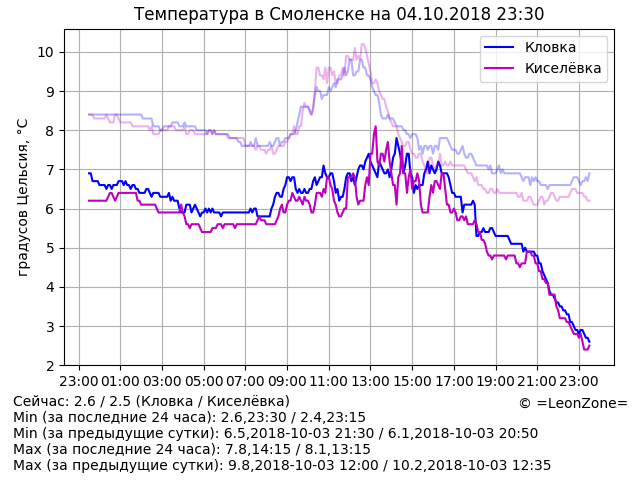 Температура в Смоленске на 04.10.2018 23:30
Кловка
Киселёвка
градусов Цельсия, °C
10
9
8
7
6
5
4
3
2
23:00 01:00 03:00 05:00 07:00 09:00 11:00 13:00 15:00 17:00 19:00 21:00 23:00
Сейчас: 2.6 / 2.5 (Кловка / Киселёвка)
© =LeonZone=
Min (за последние 24 часа): 2.6,23:30 / 2.4,23:15
Min (за предыдущие сутки): 6.5,2018-10-03 21:30 / 6.1,2018-10-03 20:50
Max (за последние 24 часа): 7.8,14:15 / 8.1,13:15
Max (за предыдущие сутки): 9.8,2018-10-03 12:00 / 10.2,2018-10-03 12:35